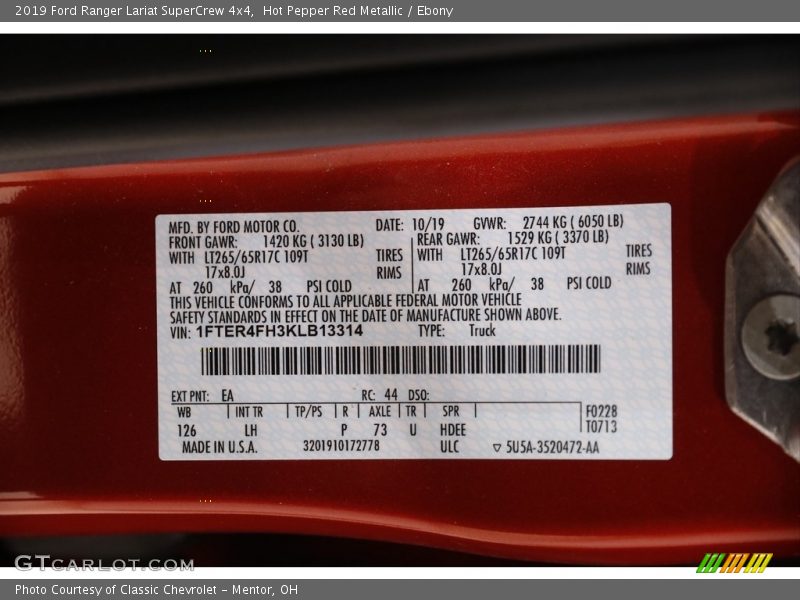 2019 Ford Ranger Lariat SuperCrew 4x4, Hot Pepper Red Metallic / Ebony
MFD. BY FORD MOTOR CO. DATE: 10/19 GVWR: 2744 KG ( 6050 LB)
FRONT GAWR: 1420 KG ( 3130 LB) REAR GAWR: 1529 KG ( 3370 LB)
WITH LT265/65R17C 109T TIRES WITH LT265/65R17C 109T TIRES
17x8.0J RIMS 17x8.0J RIMS
AT 260 kPa/ 38 PSI COLD AT 260 kPa/ 38 PSI COLD
THIS VEHICLE CONFORMS TO ALL APPLICABLE FEDERAL MOTOR VEHICLE
SAFETY STANDARDS IN EFFECT ON THE DATE OF MANUFACTURE SHOWN ABOVE.
VIN: 1FTER4FH3KLB13314 TYPE: Truck
EXT PNT: EA RC: 44 DSO:
WB INT TR TP/PS R AXLE TR SPR F0228
126 LH P 73 U HDEE T0713
MADE IN U.S.A. 3201910172778 ULC ▽ 5U5A-3520472-AA
GTCARLOT.COM
Photo Courtesy of Classic Chevrolet - Mentor, OH